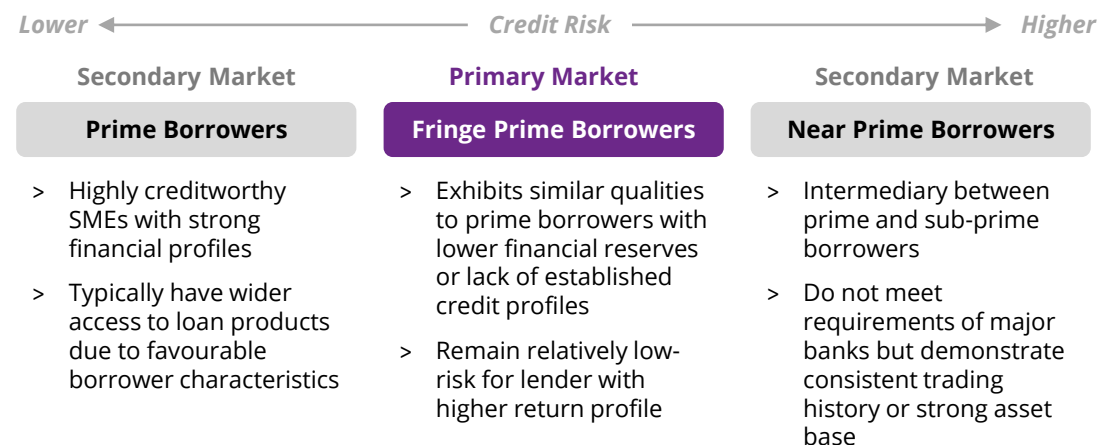 Lower Credit Risk Higher
Secondary Market
Prime Borrowers
> Highly creditworthy
SMEs with strong
financial profiles
> Typically have wider
access to loan products
due to favourable
borrower characteristics
Primary Market
Fringe Prime Borrowers
> Exhibits similar qualities
to prime borrowers with
lower financial reserves
or lack of established
credit profiles
> Remain relatively low-
risk for lender with
higher return profile
Secondary Market
Near Prime Borrowers
> Intermediary between
prime and sub-prime
borrowers
> Do not meet
requirements of major
banks but demonstrate
consistent trading
history or strong asset
base